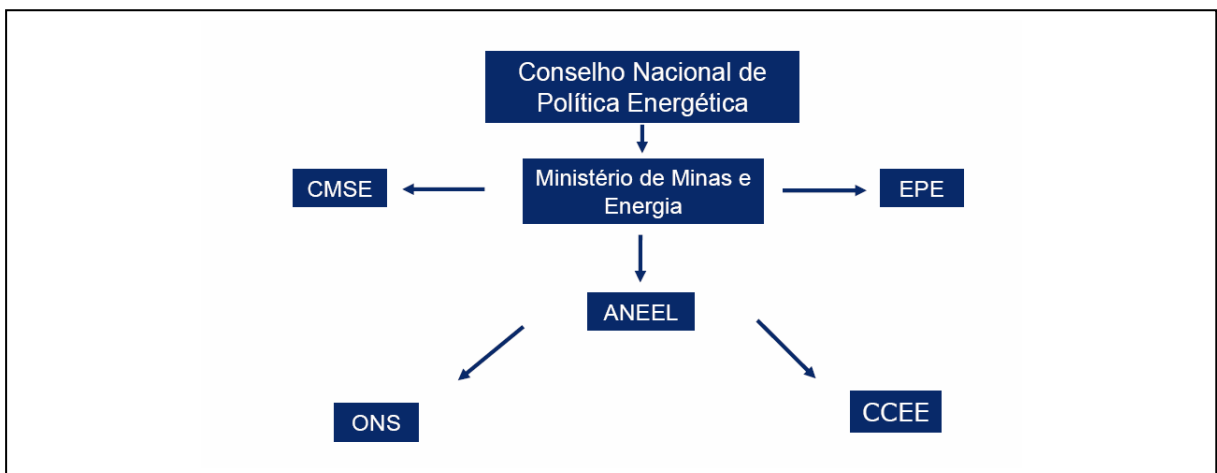 Conselho Nacional de
Política Energética
CMSE
Ministério de Minas e
Energia
EPE
ANEEL
ONS
CCEE